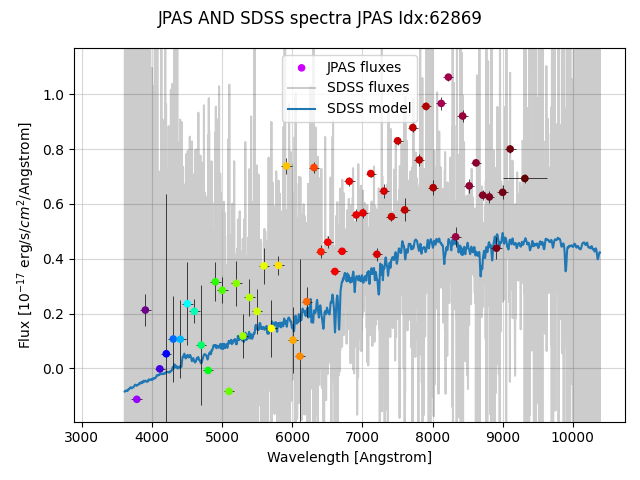 JPAS AND SDSS spectra JPAS Idx:62869
JPAS fluxes
SDSS fluxes
SDSS model
Flux [10⁻¹⁷ erg/s/cm²/Angstrom]
1.0
0.8
0.6
0.4
0.2
0.0
3000 4000 5000 6000 7000 8000 9000 10000
Wavelength [Angstrom]